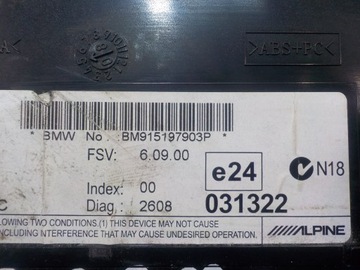 >ABS+PC<
* BMW No.: BM915197903P *
FSV: 6.09.00
e24
N18
Index: 00
Diag.: 2608
031322
LOWING TWO CONDITIONS.(1) THIS DEVICE MAY NOT CAUSE
NCLUDING INTERFERENCE THAT MAY CAUSE UNDESIRED OPERATION.
ALPINE